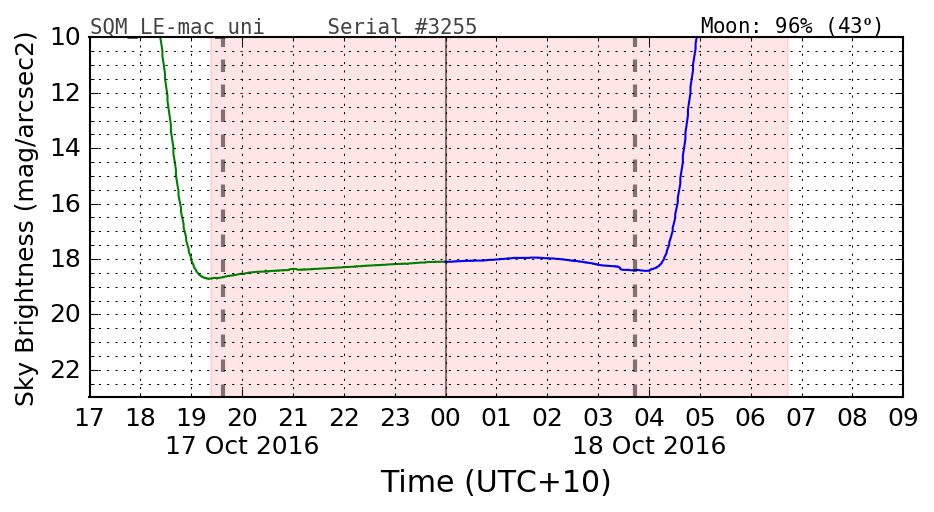 SQM_LE-mac_uni Serial #3255 Moon: 96% (43°)
Sky Brightness (mag/arcsec2)
10
12
14
16
18
20
22
17 18 19 20 21 22 23 00 01 02 03 04 05 06 07 08 09
17 Oct 2016 18 Oct 2016
Time (UTC+10)